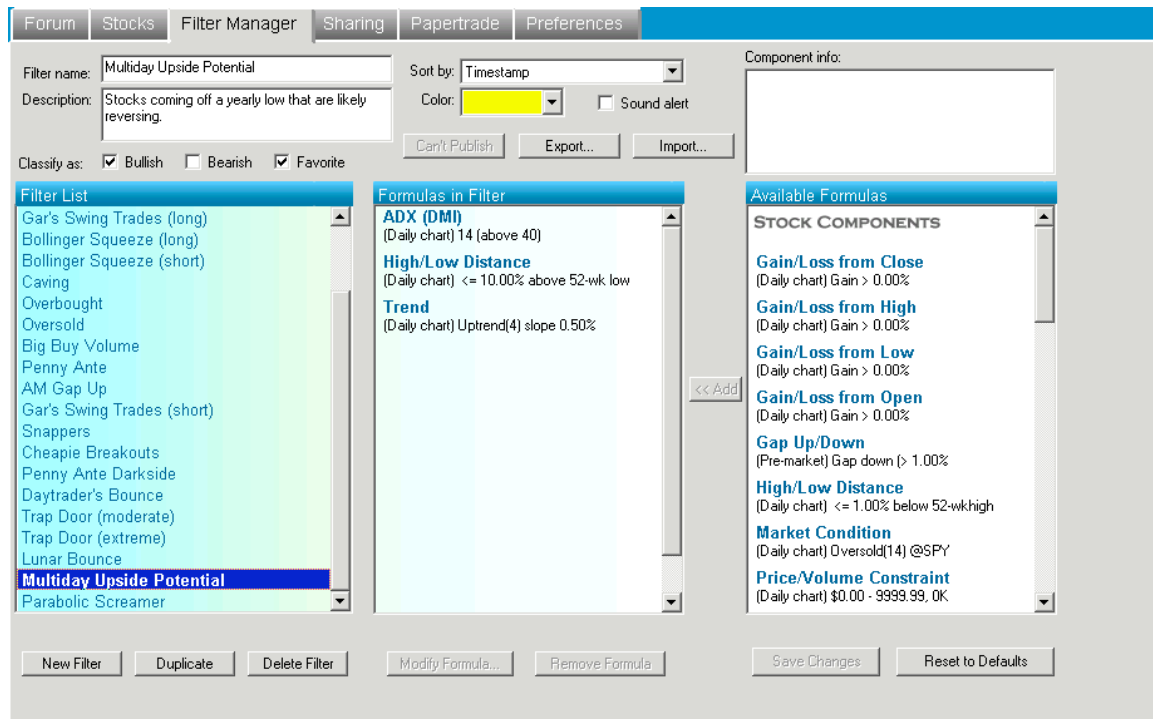 Forum Stocks Filter Manager Sharing Papertrade Preferences
Filter name: Multiday Upside Potential
Description: Stocks coming off a yearly low that are likely
reversing.
Classify as: Bullish Bearish Favorite
Sort by: Timestamp
Color: Sound alert
Can't Publish Export... Import...
Component info:
Filter List
Gar's Swing Trades (long)
Bollinger Squeeze (long)
Bollinger Squeeze (short)
Caving
Overbought
Oversold
Big Buy Volume
Penny Ante
AM Gap Up
Gar's Swing Trades (short)
Snappers
Cheapie Breakouts
Penny Ante Darkside
Daytrader's Bounce
Trap Door (moderate)
Trap Door (extreme)
Lunar Bounce
Multiday Upside Potential
Parabolic Screamer
Formulas in Filter
ADX (DMI)
(Daily chart) 14 (above 40)
High/Low Distance
(Daily chart) <= 10.00% above 52-wk low
Trend
(Daily chart) Uptrend(4) slope 0.50%
<< Add
Available Formulas
STOCK COMPONENTS
Gain/Loss from Close
(Daily chart) Gain > 0.00%
Gain/Loss from High
(Daily chart) Gain > 0.00%
Gain/Loss from Low
(Daily chart) Gain > 0.00%
Gain/Loss from Open
(Daily chart) Gain > 0.00%
Gap Up/Down
(Pre-market) Gap down (> 1.00%
High/Low Distance
(Daily chart) <= 1.00% below 52-wkhigh
Market Condition
(Daily chart) Oversold(14) @SPY
Price/Volume Constraint
(Daily chart) $0.00 - 9999.99, 0K
New Filter Duplicate Delete Filter Modify Formula... Remove Formula Save Changes Reset to Defaults